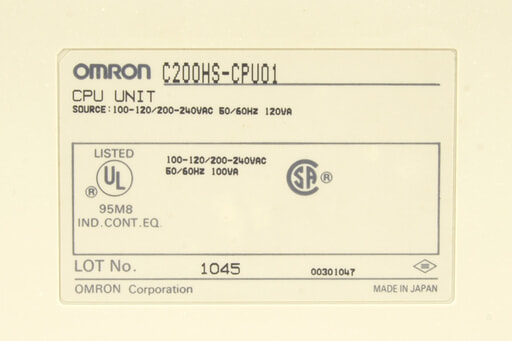 OMRON C200HS-CPU01
CPU UNIT
SOURCE: 100-120/200-240VAC 50/60HZ 120VA
LISTED
UL
®
95M8
IND.CONT.EQ.
100-120/200-240VAC
50/60HZ 100VA
SA ®
LOT No. 1045 00301047
OMRON Corporation MADE IN JAPAN